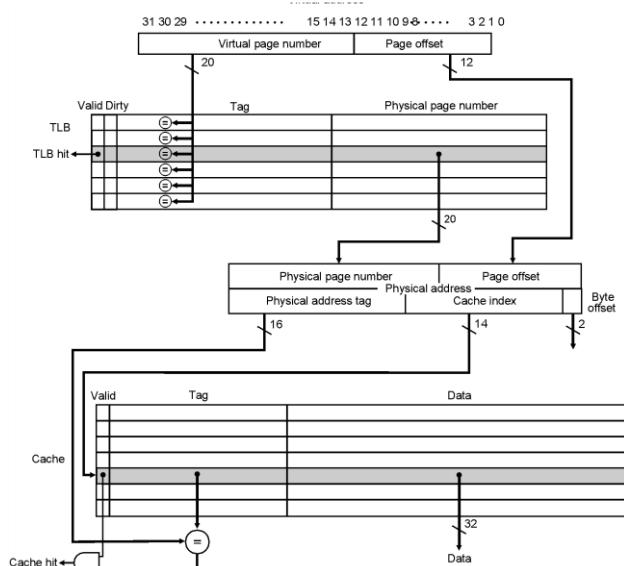 31 30 29 ·················· 15 14 13 12 11 10 9 8 ······ 3 2 1 0
Virtual page number Page offset
20 12
Valid Dirty Tag Physical page number
TLB
=
=
TLB hit =
=
=
=
20
Physical page number Page offset
Physical address
Physical address tag Cache index Byte offset
16 14 2
Valid Tag Data
Cache
32
=
Data
Cache hit